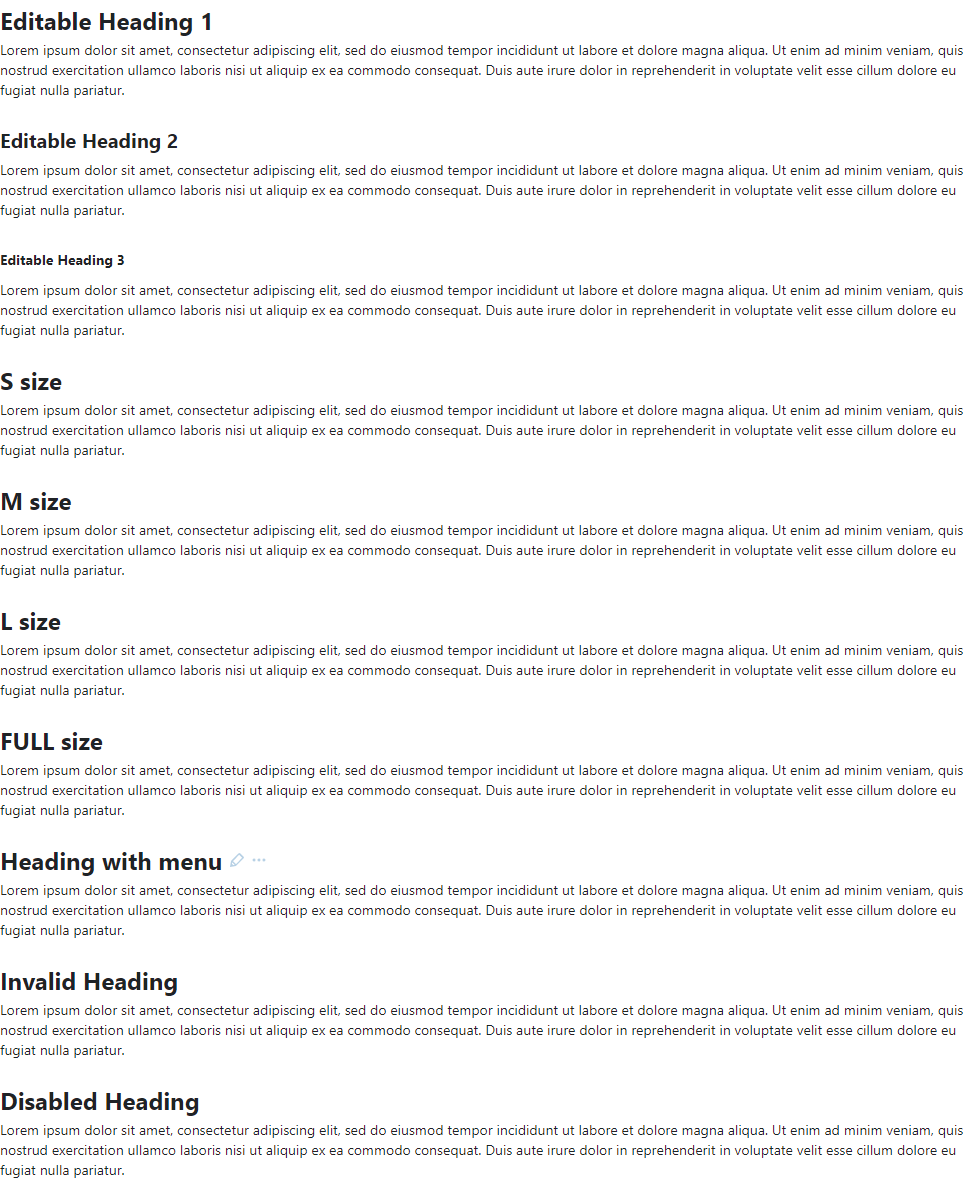 Editable Heading 1
Lorem ipsum dolor sit amet, consectetur adipiscing elit, sed do eiusmod tempor incididunt ut labore et dolore magna aliqua. Ut enim ad minim veniam, quis
nostrud exercitation ullamco laboris nisi ut aliquip ex ea commodo consequat. Duis aute irure dolor in reprehenderit in voluptate velit esse cillum dolore eu
fugiat nulla pariatur.
Editable Heading 2
Lorem ipsum dolor sit amet, consectetur adipiscing elit, sed do eiusmod tempor incididunt ut labore et dolore magna aliqua. Ut enim ad minim veniam, quis
nostrud exercitation ullamco laboris nisi ut aliquip ex ea commodo consequat. Duis aute irure dolor in reprehenderit in voluptate velit esse cillum dolore eu
fugiat nulla pariatur.
Editable Heading 3
Lorem ipsum dolor sit amet, consectetur adipiscing elit, sed do eiusmod tempor incididunt ut labore et dolore magna aliqua. Ut enim ad minim veniam, quis
nostrud exercitation ullamco laboris nisi ut aliquip ex ea commodo consequat. Duis aute irure dolor in reprehenderit in voluptate velit esse cillum dolore eu
fugiat nulla pariatur.
S size
Lorem ipsum dolor sit amet, consectetur adipiscing elit, sed do eiusmod tempor incididunt ut labore et dolore magna aliqua. Ut enim ad minim veniam, quis
nostrud exercitation ullamco laboris nisi ut aliquip ex ea commodo consequat. Duis aute irure dolor in reprehenderit in voluptate velit esse cillum dolore eu
fugiat nulla pariatur.
M size
Lorem ipsum dolor sit amet, consectetur adipiscing elit, sed do eiusmod tempor incididunt ut labore et dolore magna aliqua. Ut enim ad minim veniam, quis
nostrud exercitation ullamco laboris nisi ut aliquip ex ea commodo consequat. Duis aute irure dolor in reprehenderit in voluptate velit esse cillum dolore eu
fugiat nulla pariatur.
L size
Lorem ipsum dolor sit amet, consectetur adipiscing elit, sed do eiusmod tempor incididunt ut labore et dolore magna aliqua. Ut enim ad minim veniam, quis
nostrud exercitation ullamco laboris nisi ut aliquip ex ea commodo consequat. Duis aute irure dolor in reprehenderit in voluptate velit esse cillum dolore eu
fugiat nulla pariatur.
FULL size
Lorem ipsum dolor sit amet, consectetur adipiscing elit, sed do eiusmod tempor incididunt ut labore et dolore magna aliqua. Ut enim ad minim veniam, quis
nostrud exercitation ullamco laboris nisi ut aliquip ex ea commodo consequat. Duis aute irure dolor in reprehenderit in voluptate velit esse cillum dolore eu
fugiat nulla pariatur.
Heading with menu
Lorem ipsum dolor sit amet, consectetur adipiscing elit, sed do eiusmod tempor incididunt ut labore et dolore magna aliqua. Ut enim ad minim veniam, quis
nostrud exercitation ullamco laboris nisi ut aliquip ex ea commodo consequat. Duis aute irure dolor in reprehenderit in voluptate velit esse cillum dolore eu
fugiat nulla pariatur.
Invalid Heading
Lorem ipsum dolor sit amet, consectetur adipiscing elit, sed do eiusmod tempor incididunt ut labore et dolore magna aliqua. Ut enim ad minim veniam, quis
nostrud exercitation ullamco laboris nisi ut aliquip ex ea commodo consequat. Duis aute irure dolor in reprehenderit in voluptate velit esse cillum dolore eu
fugiat nulla pariatur.
Disabled Heading
Lorem ipsum dolor sit amet, consectetur adipiscing elit, sed do eiusmod tempor incididunt ut labore et dolore magna aliqua. Ut enim ad minim veniam, quis
nostrud exercitation ullamco laboris nisi ut aliquip ex ea commodo consequat. Duis aute irure dolor in reprehenderit in voluptate velit esse cillum dolore eu
fugiat nulla pariatur.